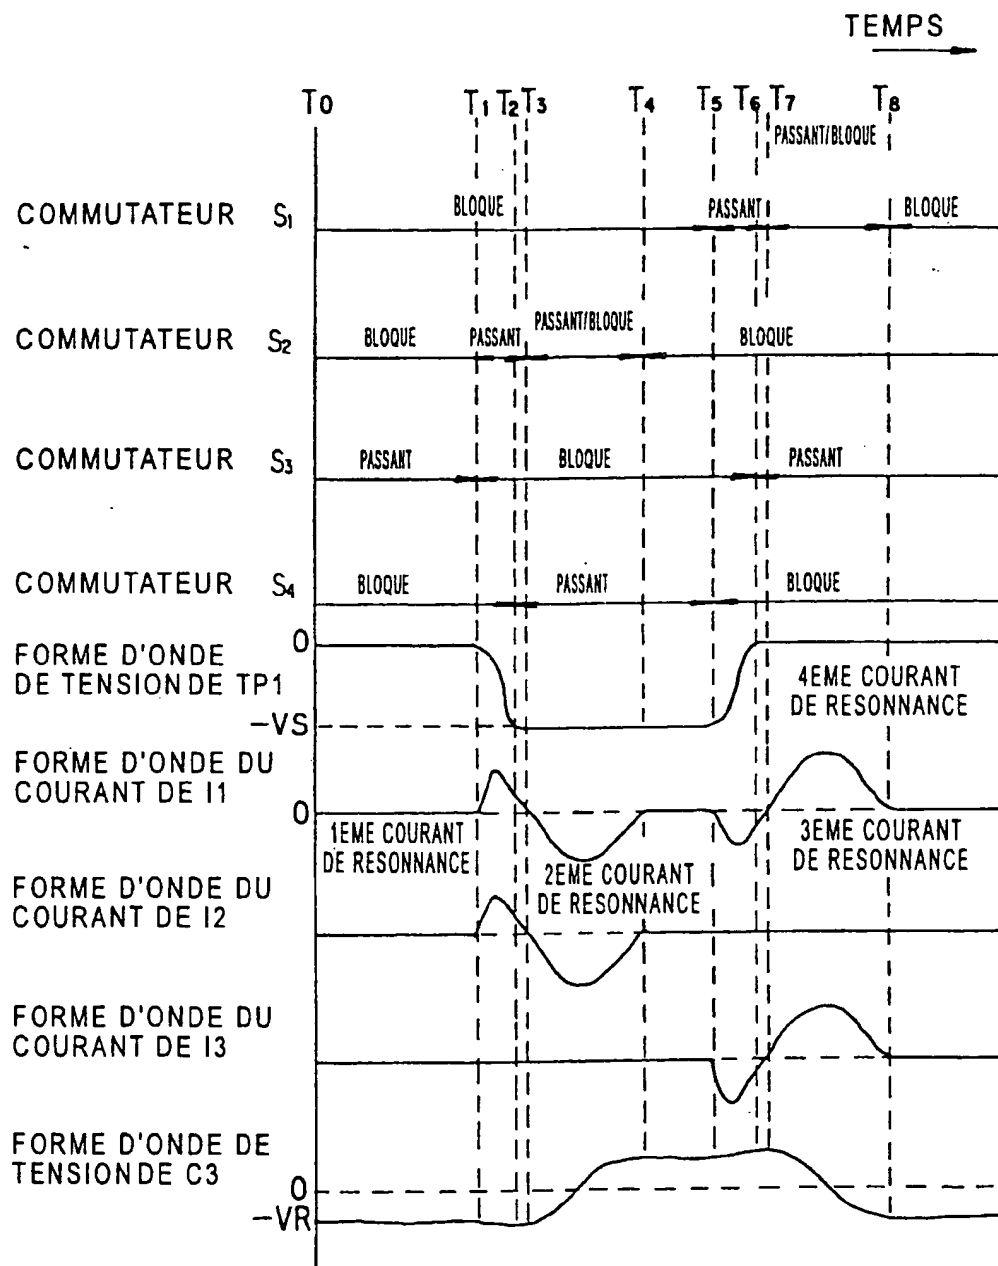 TEMPS
T0 T1 T2 T3 T4 T5 T6 T7 T8
PASSANT/BLOQUE
COMMUTATEUR S1 BLOQUE PASSANT BLOQUE
COMMUTATEUR S2 BLOQUE PASSANT PASSANT/BLOQUE BLOQUE
COMMUTATEUR S3 PASSANT BLOQUE PASSANT
COMMUTATEUR S4 BLOQUE PASSANT BLOQUE
0
FORME D'ONDE
DE TENSION DE TP1
-VS
4EME COURANT
DE RESONNANCE
FORME D'ONDE DU
COURANT DE I1
0
1EME COURANT
DE RESONNANCE
3EME COURANT
DE RESONNANCE
2EME COURANT
DE RESONNANCE
FORME D'ONDE DU
COURANT DE I2
FORME D'ONDE DU
COURANT DE I3
FORME D'ONDE DE
TENSION DE C3
0
-VR